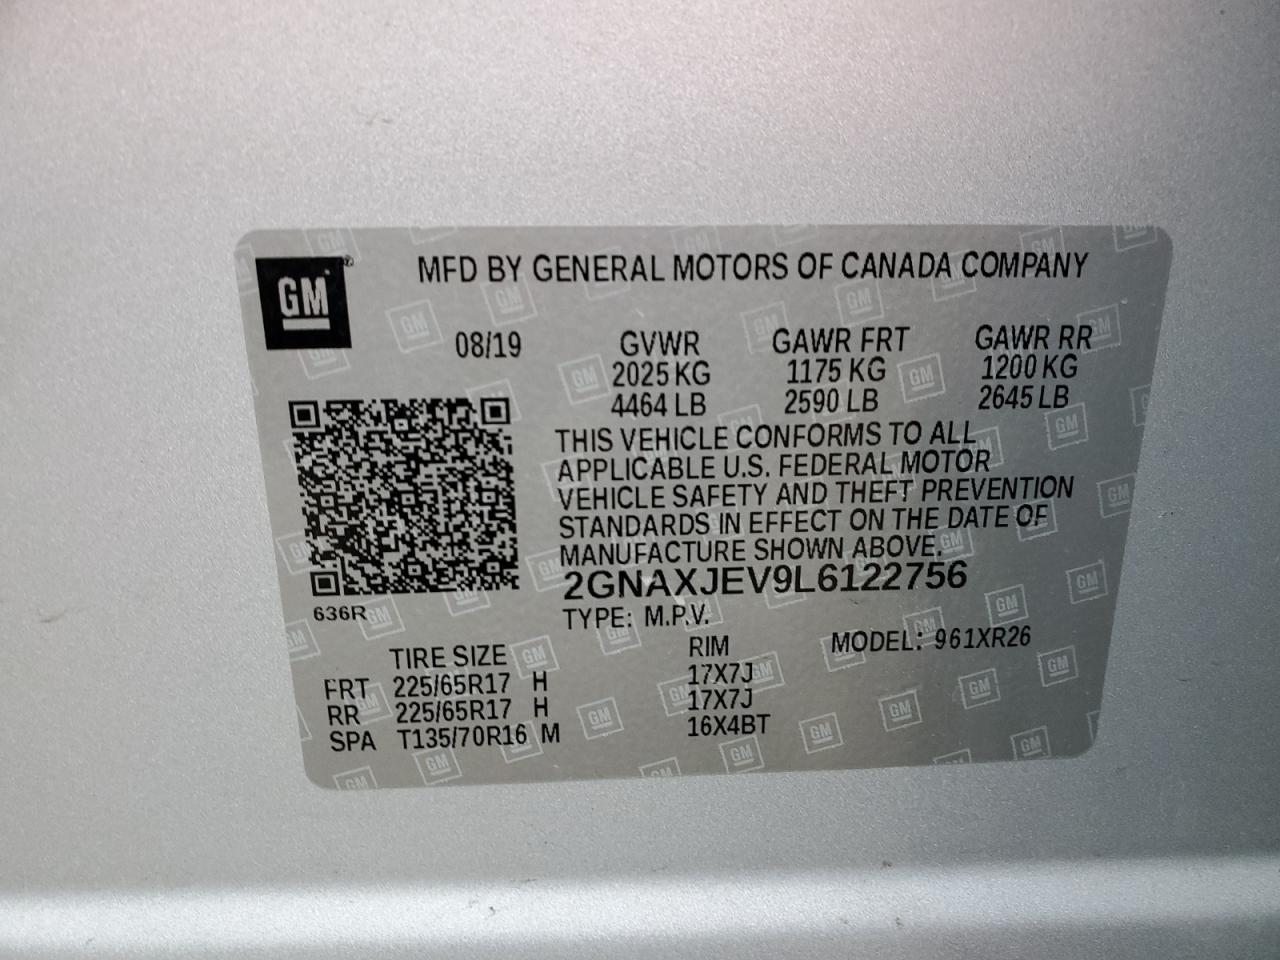 GM®
MFD BY GENERAL MOTORS OF CANADA COMPANY
08/19
GVWR GAWR FRT GAWR RR
2025 KG 1175 KG 1200 KG
4464 LB 2590 LB 2645 LB
THIS VEHICLE CONFORMS TO ALL
APPLICABLE U.S. FEDERAL MOTOR
VEHICLE SAFETY AND THEFT PREVENTION
STANDARDS IN EFFECT ON THE DATE OF
MANUFACTURE SHOWN ABOVE.
2GNAXJEV9L6122756
636R
TYPE: M.P.V.
MODEL: 961XR26
TIRE SIZE RIM
FRT 225/65R17 H 17X7J
RR 225/65R17 H 17X7J
SPA T135/70R16 M 16X4BT